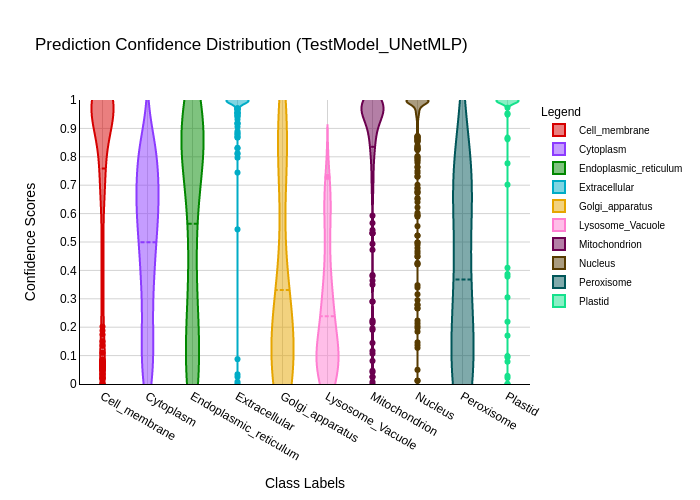 Prediction Confidence Distribution (TestModel_UNetMLP)
Confidence Scores
1
0.9
0.8
0.7
0.6
0.5
0.4
0.3
0.2
0.1
0
Cell_membrane
Cytoplasm
Endoplasmic_reticulum
Extracellular
Golgi_apparatus
Lysosome_Vacuole
Mitochondrion
Nucleus
Peroxisome
Plastid
Class Labels
Legend
Cell_membrane
Cytoplasm
Endoplasmic_reticulum
Extracellular
Golgi_apparatus
Lysosome_Vacuole
Mitochondrion
Nucleus
Peroxisome
Plastid